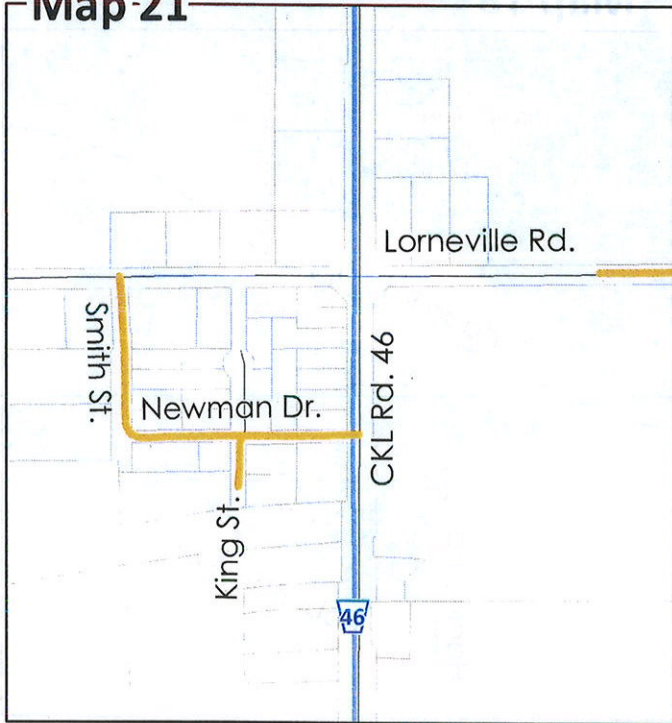 Map 21
Lorneville Rd.
Smith St.
Newman Dr.
CKL Rd. 46
King St.
46